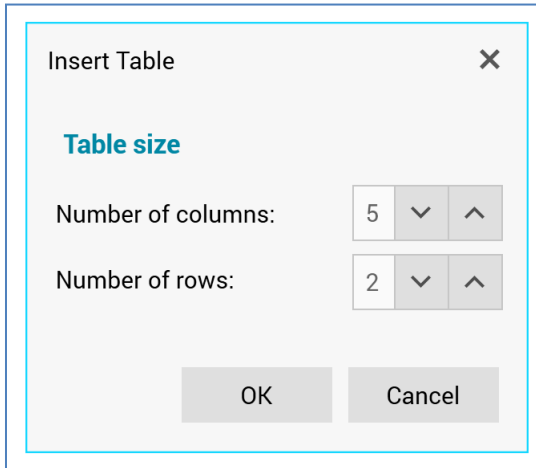 Insert Table
Table size
Number of columns: 5
Number of rows: 2
OK Cancel